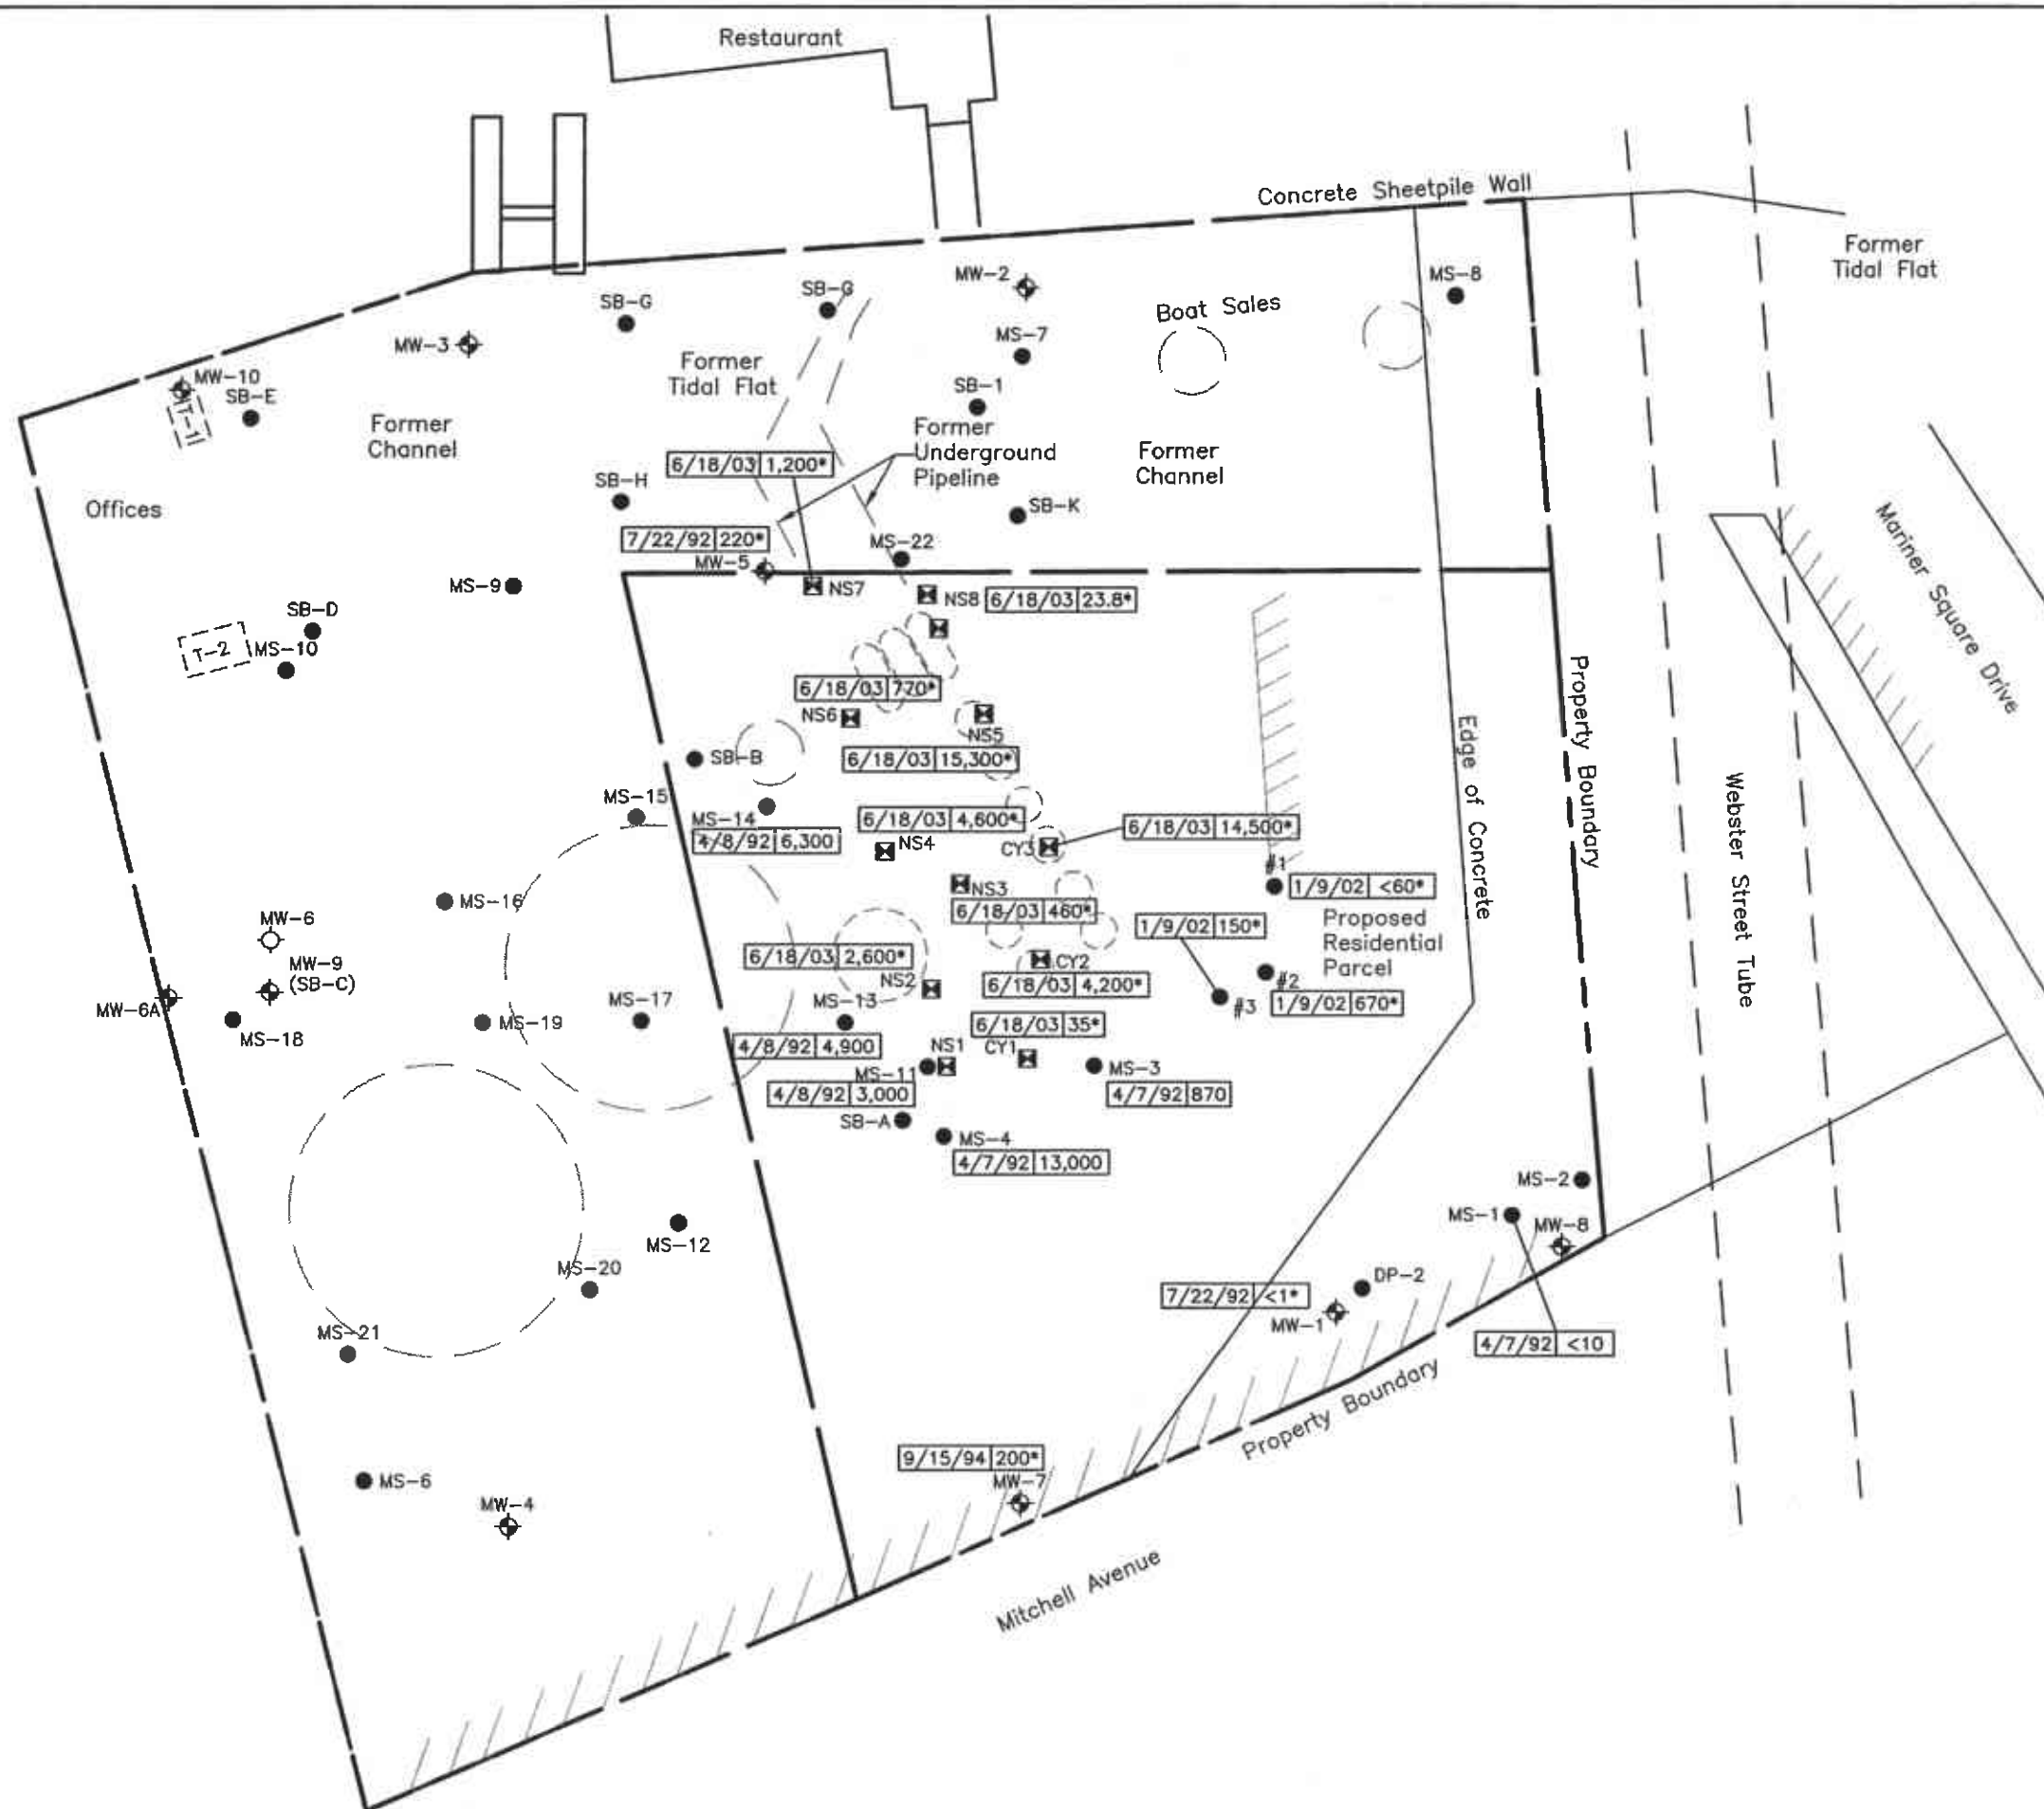 Restaurant
Concrete Sheetpile Wall
Former
Tidal Flat
MW-2
MS-8
SB-G
SB-G
Boat Sales
MW-3
MS-7
Former
Tidal Flat
MW-10
SB-E
T-1
SB-1
Former
Channel
Former
Underground
Pipeline
Former
Channel
6/18/03 1,200*
SB-H
SB-K
Offices
Mariner Square Drive
7/22/92 220*
MS-22
MW-5
MS-9
NS7
NS8
6/18/03 23.8*
SB-D
T-2
MS-10
6/18/03 770*
NS6
NS5
SB-B
6/18/03 15,300*
Edge of Concrete
Property Boundary
Webster Street Tube
MS-15
MS-14
4/8/92 6,300
6/18/03 4,600*
NS4
CY3
6/18/03 14,500*
#1
1/9/02 <60*
NS3
6/18/03 460*
MS-16
1/9/02 150*
Proposed
Residential
Parcel
MW-6
MW-9
(SB-C)
6/18/03 2,600*
NS2
CY2
6/18/03 4,200*
#2
1/9/02 670*
#3
MW-6A
MS-18
MS-19
MS-17
MS-13
4/8/92 4,900
6/18/03 35*
NS1
CY1
MS-11
4/8/92 3,000
MS-3
4/7/92 870
SB-A
MS-4
4/7/92 13,000
MS-2
MS-1
MW-8
MS-12
MS-20
DP-2
7/22/92 <1*
MW-1
MS-21
4/7/92 <10
Property Boundary
9/15/94 200*
MW-7
MS-6
MW-4
Mitchell Avenue